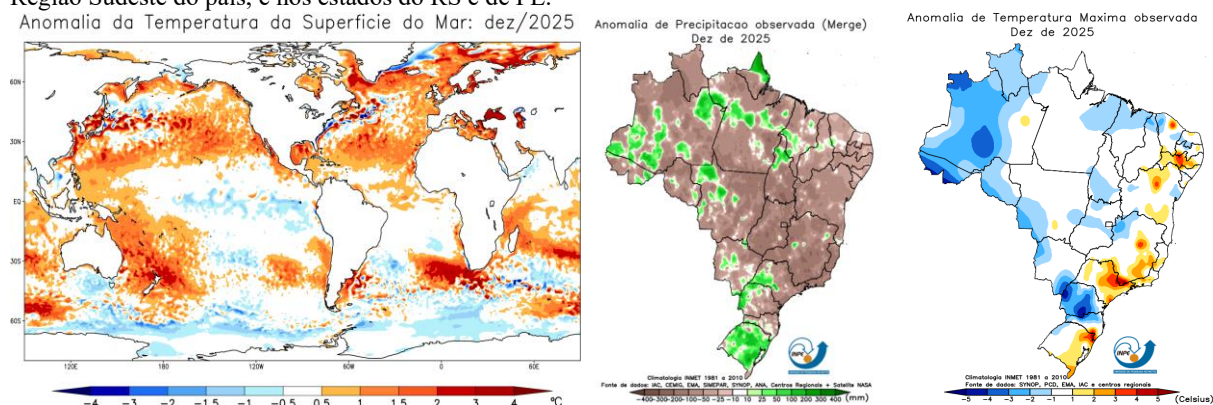 Região Sudeste do país, e nos estados do RS e de PE.
Anomalia da Temperatura da Superfície do Mar: dez/2025
60N
30N
EQ
30S
60S
120E
180
120W
60W
0
60E
-4 -3 -2 -1.5 -1 -0.5 0.5 1 1.5 2 3 4 ºC
Anomalia de Precipitacao observada (Merge)
Dez de 2025
INPE
Climatologia INMET 1981 a 2010
Fonte de dados: IAC, CEMIG, EMA, SIMEPAR, SYNOP, ANA, Centros Regionais + Satelite NASA
-400-300-200-100 -50 -25 -10 10 25 50 100 200 300 400 (mm)
Anomalia de Temperatura Maxima observada
Dez de 2025
INPE
Climatologia INMET 1981 a 2010
Fonte de dados: SYNOP, PCD, EMA, IAC e centros regionais
-5 -4 -3 -2 -1 1 2 3 4 5 (Celsius)